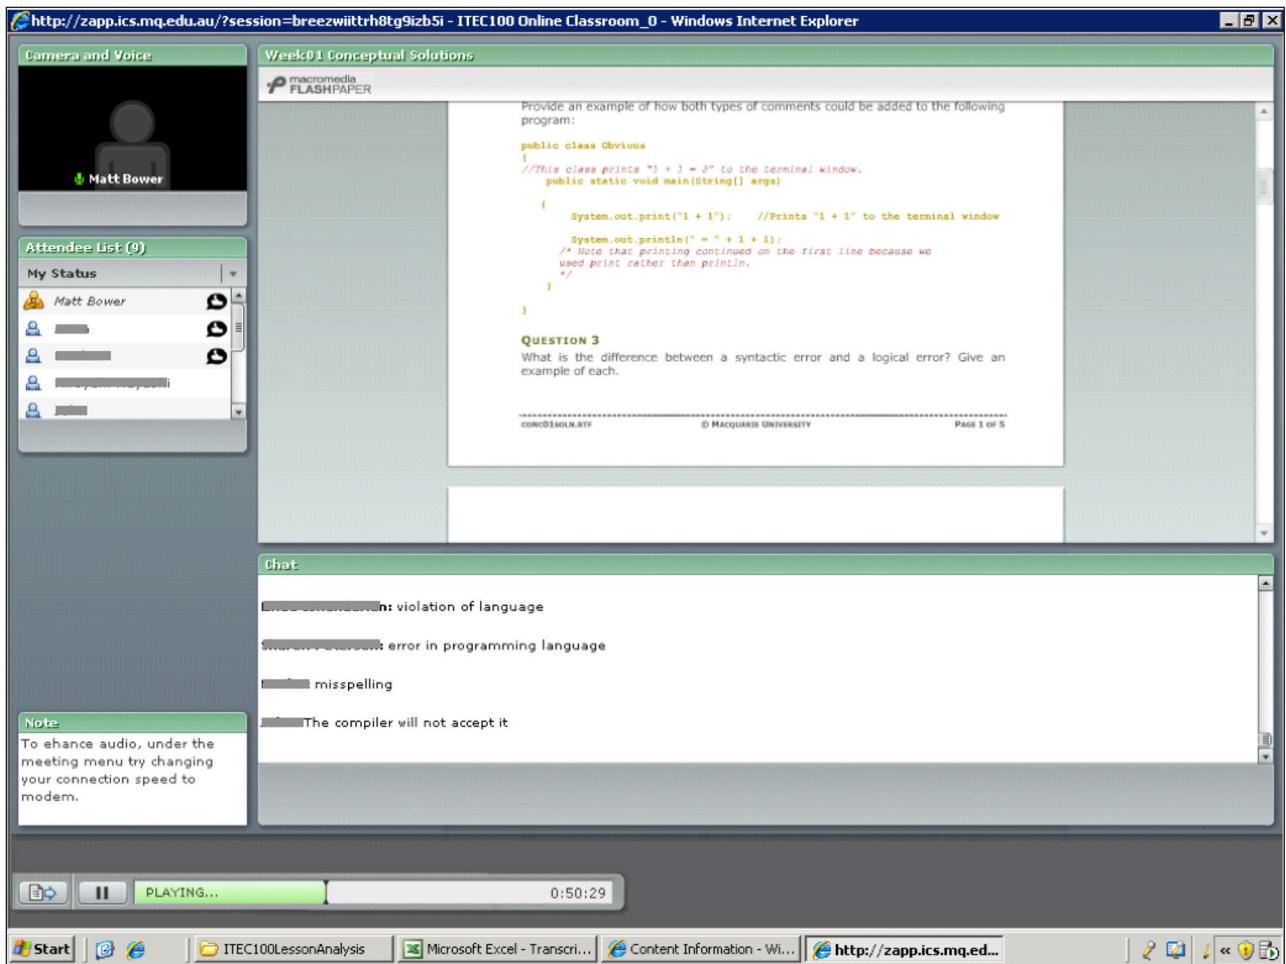 http://zapp.ics.mq.edu.au/?session=breezwiittrh8tg9izb5i - ITEC100 Online Classroom_0 - Windows Internet Explorer
Camera and Voice
Matt Bower
Attendee List (9)
My Status
Matt Bower
Note
To ehance audio, under the
meeting menu try changing
your connection speed to
modem.
Week01 Conceptual Solutions
macromedia
FLASHPAPER
Provide an example of how both types of comments could be added to the following
program:
public class Obvious
{
//This class prints "1 + 1 = 2" to the terminal window.
public static void main(String[] args)
{
System.out.print("1 + 1"); //Prints "1 + 1" to the terminal window
System.out.println(" = " + 1 + 1);
/* Note that printing continued on the first line because we
used print rather than println.
*/
}
}
QUESTION 3
What is the difference between a syntactic error and a logical error? Give an
example of each.
CONC01SOLN.RTF © MACQUARIE UNIVERSITY PAGE 1 OF 5
Chat
violation of language
error in programming language
misspelling
The compiler will not accept it
PLAYING... 0:50:29
Start ITEC100LessonAnalysis Microsoft Excel - Transcri... Content Information - Wi... http://zapp.ics.mq.ed...